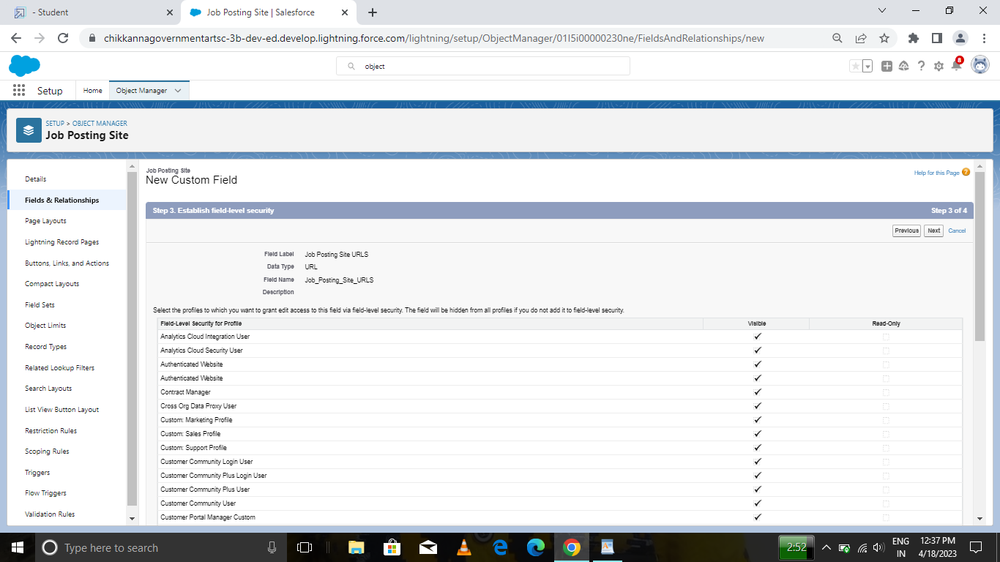 - Student
Job Posting Site | Salesforce
chikkannagovernmentartsc-3b-dev-ed.develop.lightning.force.com/lightning/setup/ObjectManager/01I5i00000230ne/FieldsAndRelationships/new
object
8
Setup
Home
Object Manager
SETUP > OBJECT MANAGER
Job Posting Site
Details
Fields & Relationships
Page Layouts
Lightning Record Pages
Buttons, Links, and Actions
Compact Layouts
Field Sets
Object Limits
Record Types
Related Lookup Filters
Search Layouts
List View Button Layout
Restriction Rules
Scoping Rules
Triggers
Flow Triggers
Validation Rules
Job Posting Site
New Custom Field
Help for this Page ?
Step 3. Establish field-level security
Step 3 of 4
Previous Next Cancel
Field Label Job Posting Site URLS
Data Type URL
Field Name Job_Posting_Site_URLS
Description
Select the profiles to which you want to grant edit access to this field via field-level security. The field will be hidden from all profiles if you do not add it to field-level security.
Field-Level Security for Profile Visible Read-Only
Analytics Cloud Integration User
Analytics Cloud Security User
Authenticated Website
Authenticated Website
Contract Manager
Cross Org Data Proxy User
Custom: Marketing Profile
Custom: Sales Profile
Custom: Support Profile
Customer Community Login User
Customer Community Plus Login User
Customer Community Plus User
Customer Community User
Customer Portal Manager Custom
Type here to search
2:52
ENG
IN
12:37 PM
4/18/2023